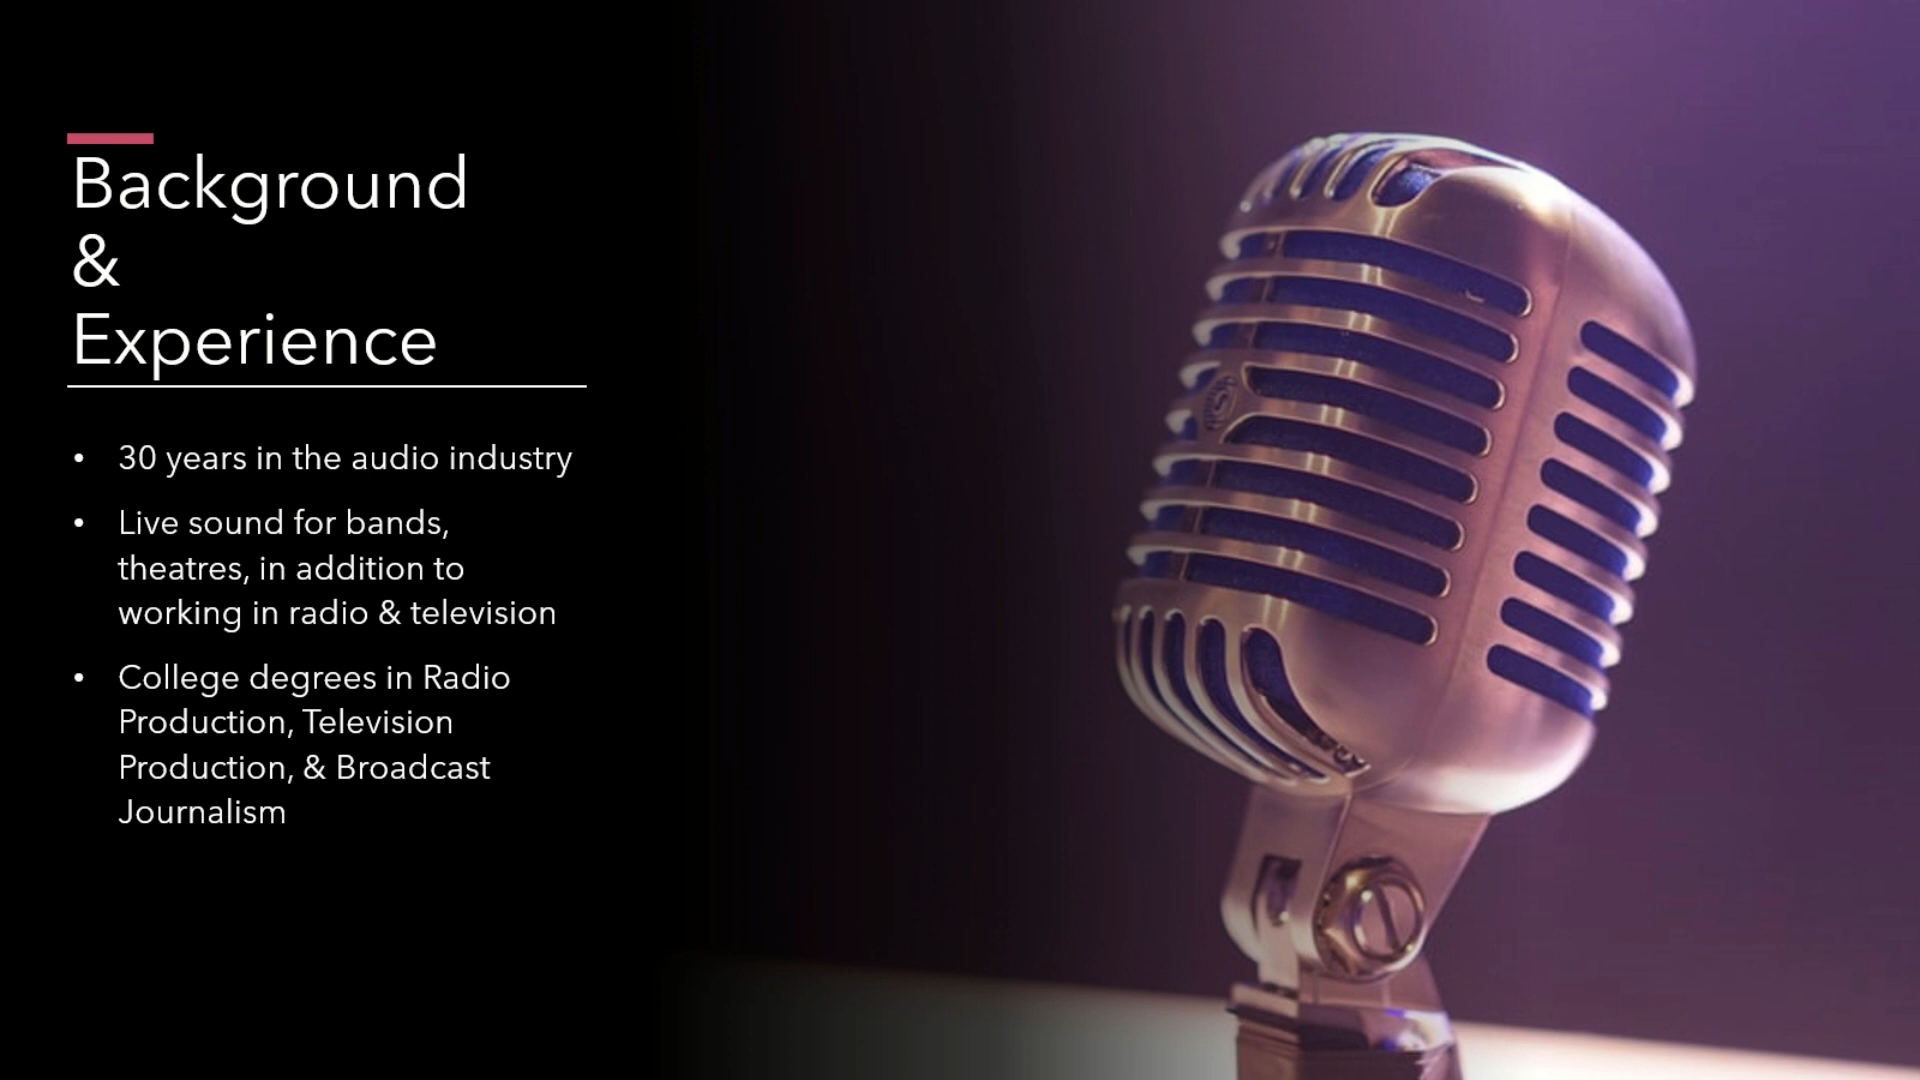 Background
&
Experience
• 30 years in the audio industry
• Live sound for bands,
theatres, in addition to
working in radio & television
• College degrees in Radio
Production, Television
Production, & Broadcast
Journalism